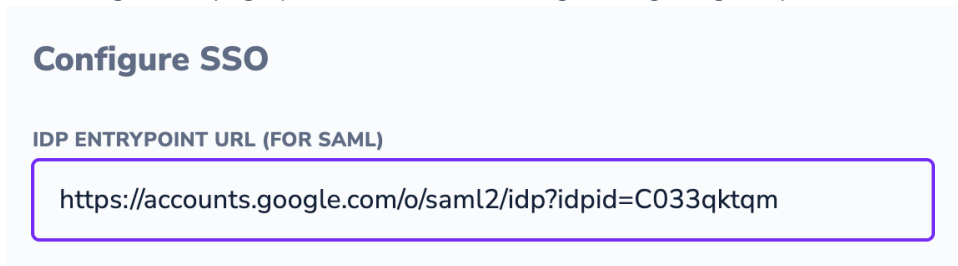 Configure SSO
IDP ENTRYPOINT URL (FOR SAML)
https://accounts.google.com/o/saml2/idp?idpid=C033qktqm